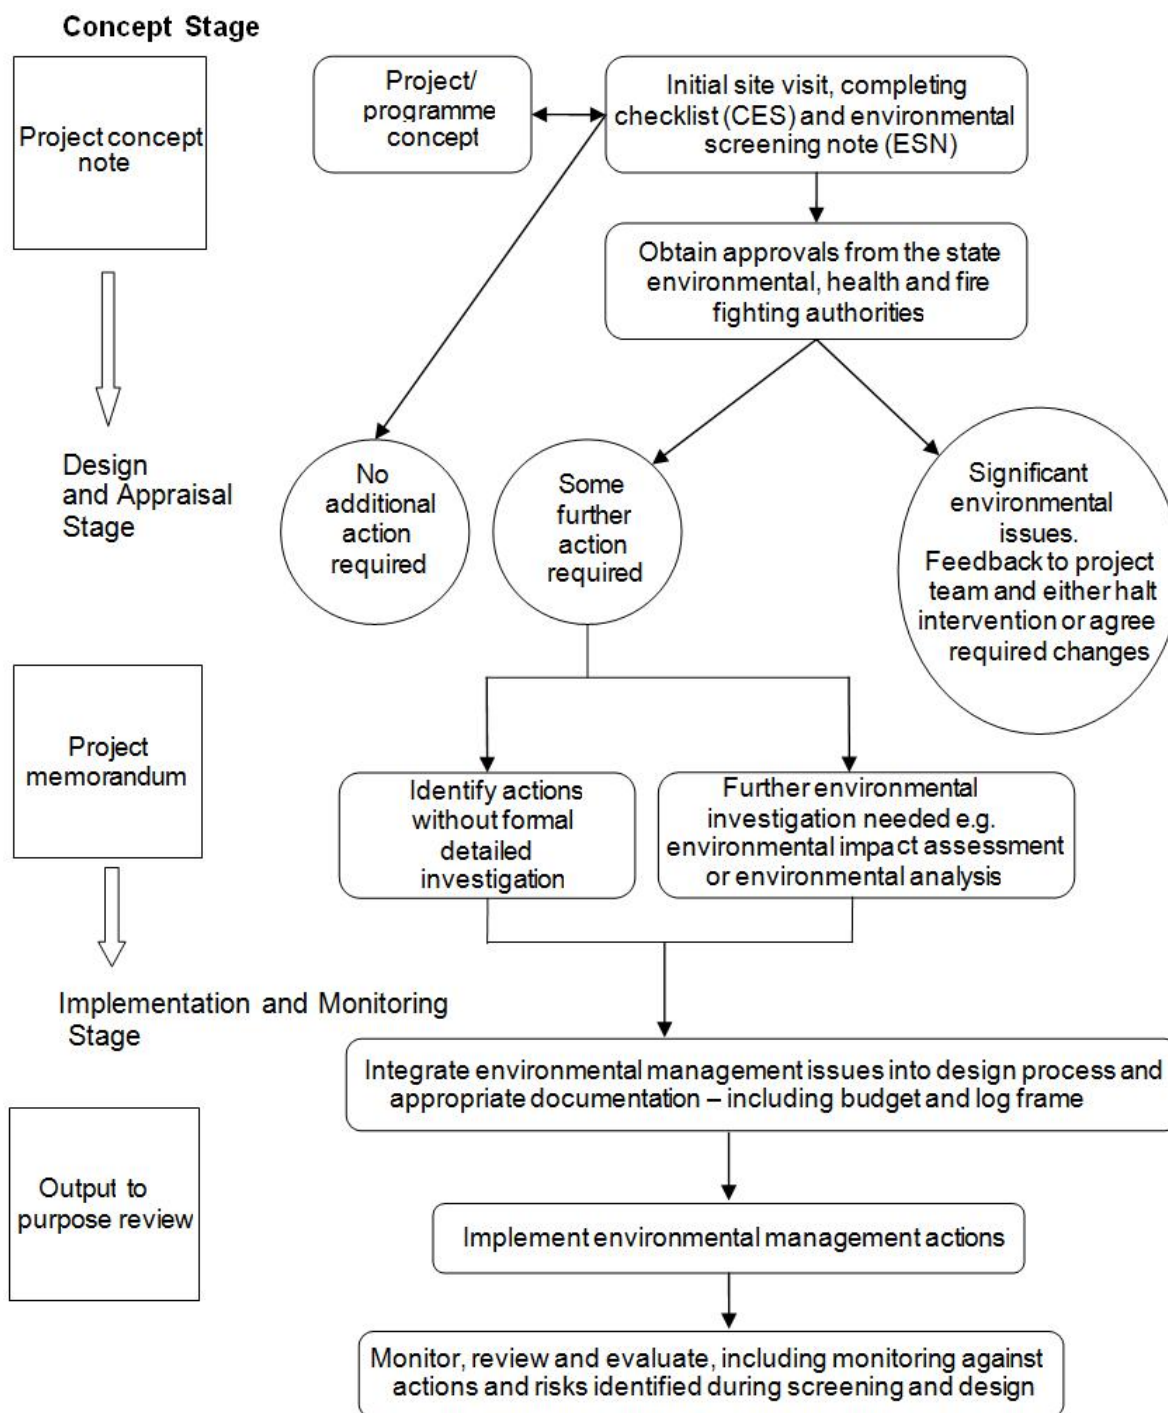 Concept Stage
Project concept
note
Project/
programme
concept
Initial site visit, completing
checklist (CES) and environmental
screening note (ESN)
Obtain approvals from the state
environmental, health and fire
fighting authorities
Design
and Appraisal
Stage
No
additional
action
required
Some
further
action
required
Significant
environmental
issues.
Feedback to project
team and either halt
intervention or agree
required changes
Project
memorandum
Identify actions
without formal
detailed
investigation
Further environmental
investigation needed e.g.
environmental impact assessment
or environmental analysis
Implementation and Monitoring
Stage
Integrate environmental management issues into design process and
appropriate documentation – including budget and log frame
Output to
purpose review
Implement environmental management actions
Monitor, review and evaluate, including monitoring against
actions and risks identified during screening and design